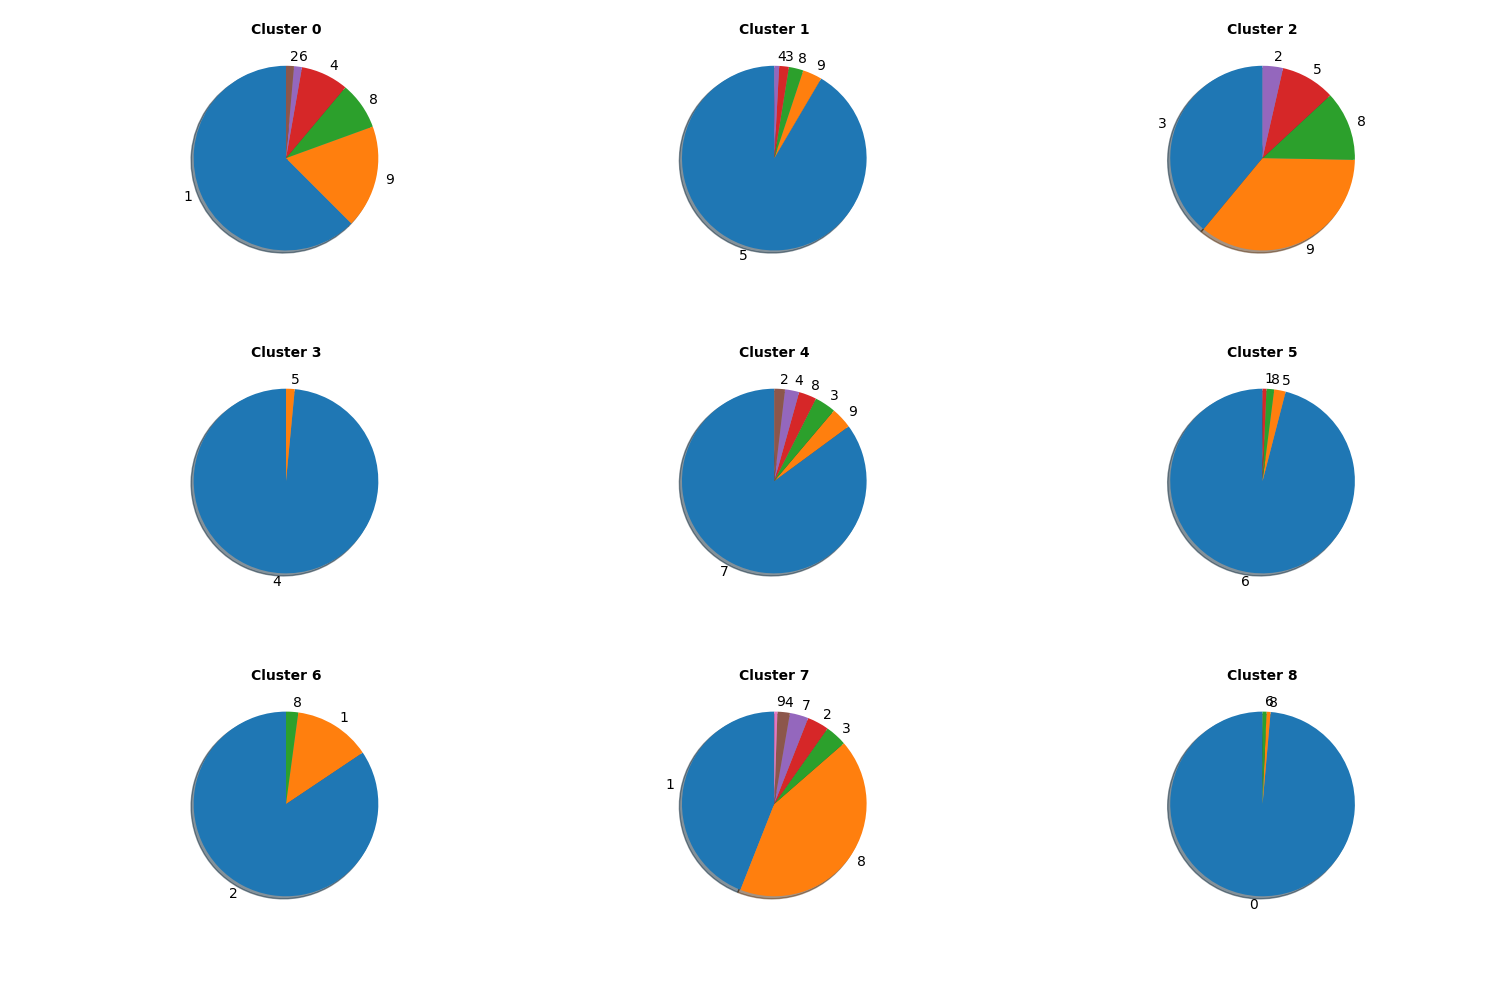 Cluster 0
2 6 4
8
9
1
Cluster 1
4 3 8 9
5
Cluster 2
2 5
8
3
9
Cluster 3
5
4
Cluster 4
2 4 8 3 9
7
Cluster 5
1 8 5
6
Cluster 6
8 1
2
Cluster 7
9 4 7 2 3
1
8
Cluster 8
6 8
0